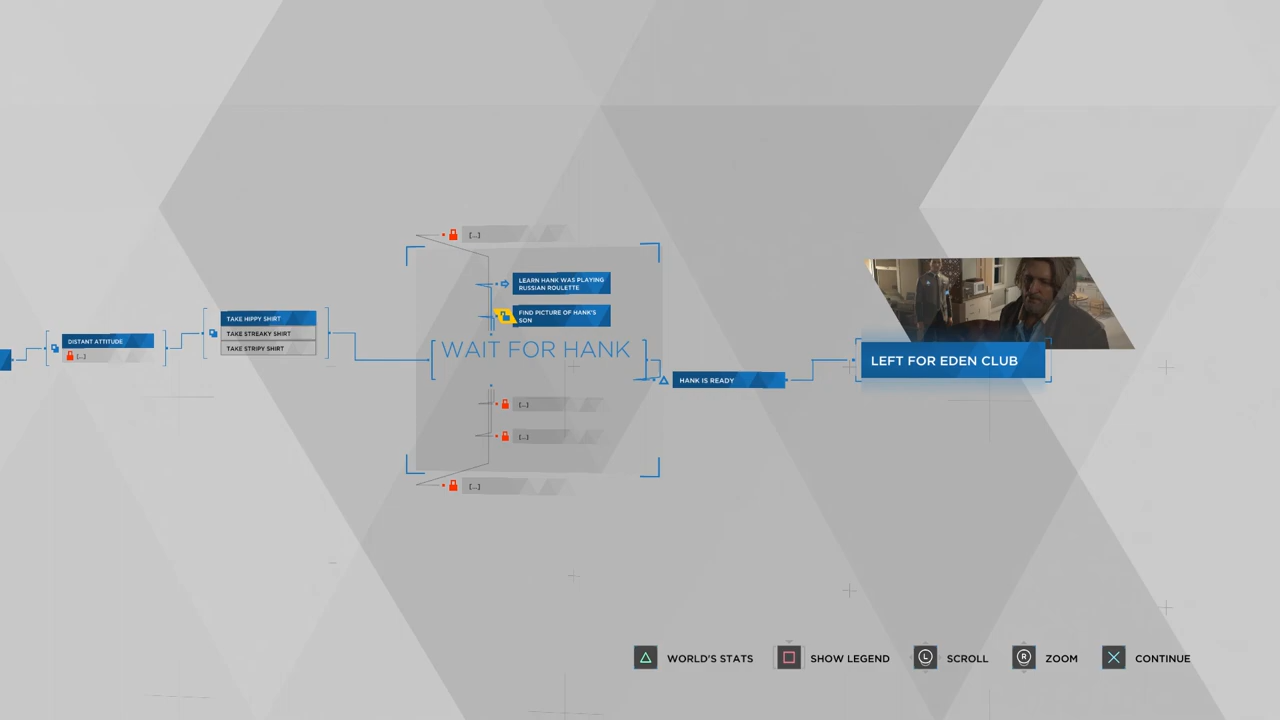 [...]
LEARN HANK WAS PLAYING
RUSSIAN ROULETTE
FIND PICTURE OF HANK'S
SON
TAKE HIPPY SHIRT
TAKE STREAKY SHIRT
TAKE STRIPY SHIRT
DISTANT ATTITUDE
[...]
WAIT FOR HANK
HANK IS READY
LEFT FOR EDEN CLUB
[...]
[...]
[...]
WORLD'S STATS
SHOW LEGEND
L
SCROLL
R
ZOOM
CONTINUE